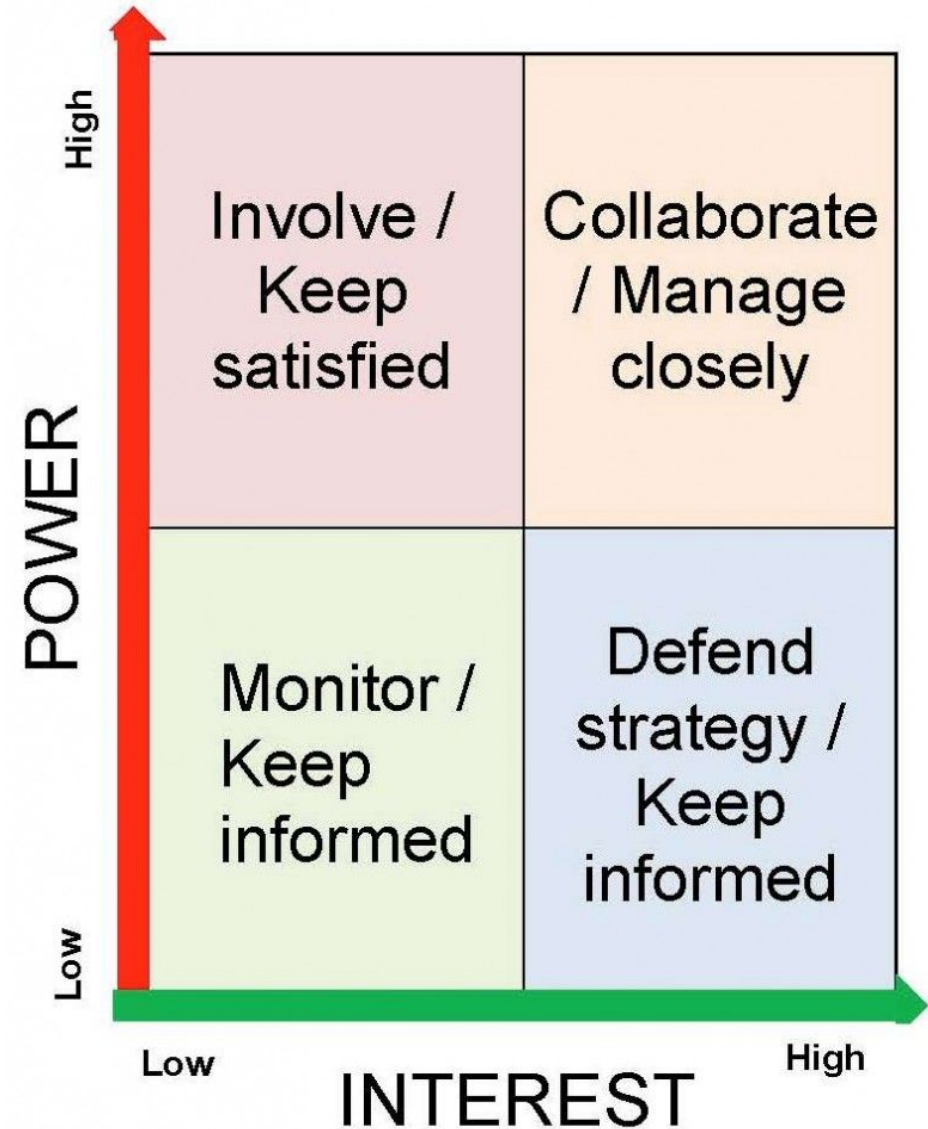 High
Involve /
Keep
satisfied
Collaborate
/ Manage
closely
POWER
Monitor /
Keep
informed
Defend
strategy /
Keep
informed
Low
Low
High
INTEREST